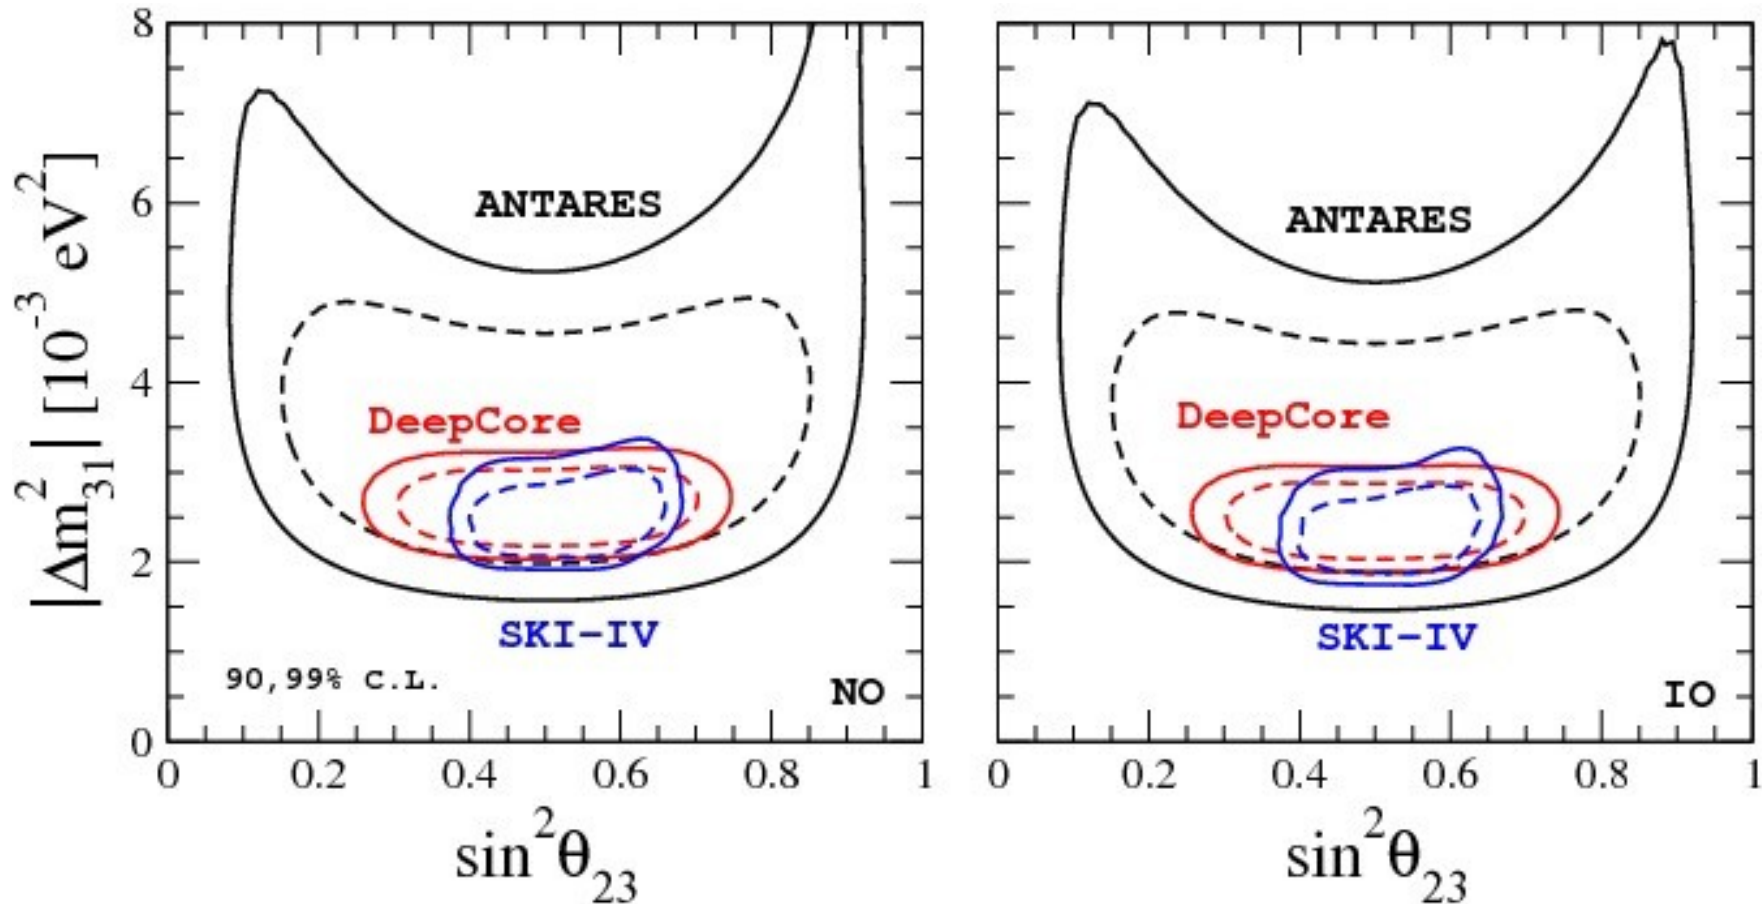 |Δm²₃₁| [10⁻³ eV²]
8
6
4
2
0
ANTARES
DeepCore
SKI-IV
90,99% C.L.
NO
0 0.2 0.4 0.6 0.8 1
sin²θ₂₃
ANTARES
DeepCore
SKI-IV
IO
0 0.2 0.4 0.6 0.8 1
sin²θ₂₃